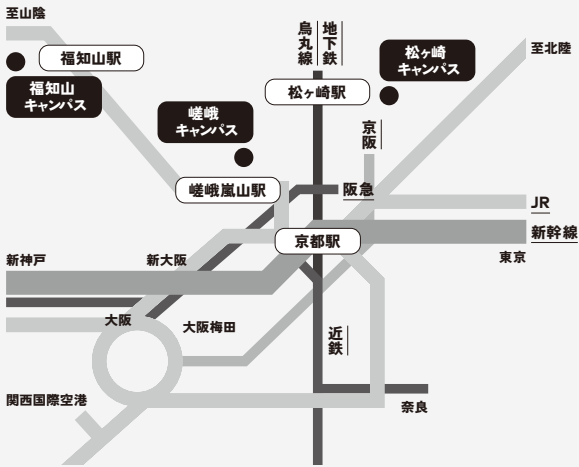 至山陰
福知山駅
福知山
キャンパス
嵯峨
キャンパス
烏丸線
地下鉄
松ヶ崎
キャンパス
至北陸
松ヶ崎駅
京阪
嵯峨嵐山駅
阪急
JR
京都駅
新幹線
新神戸
新大阪
東京
大阪
大阪梅田
近鉄
関西国際空港
奈良